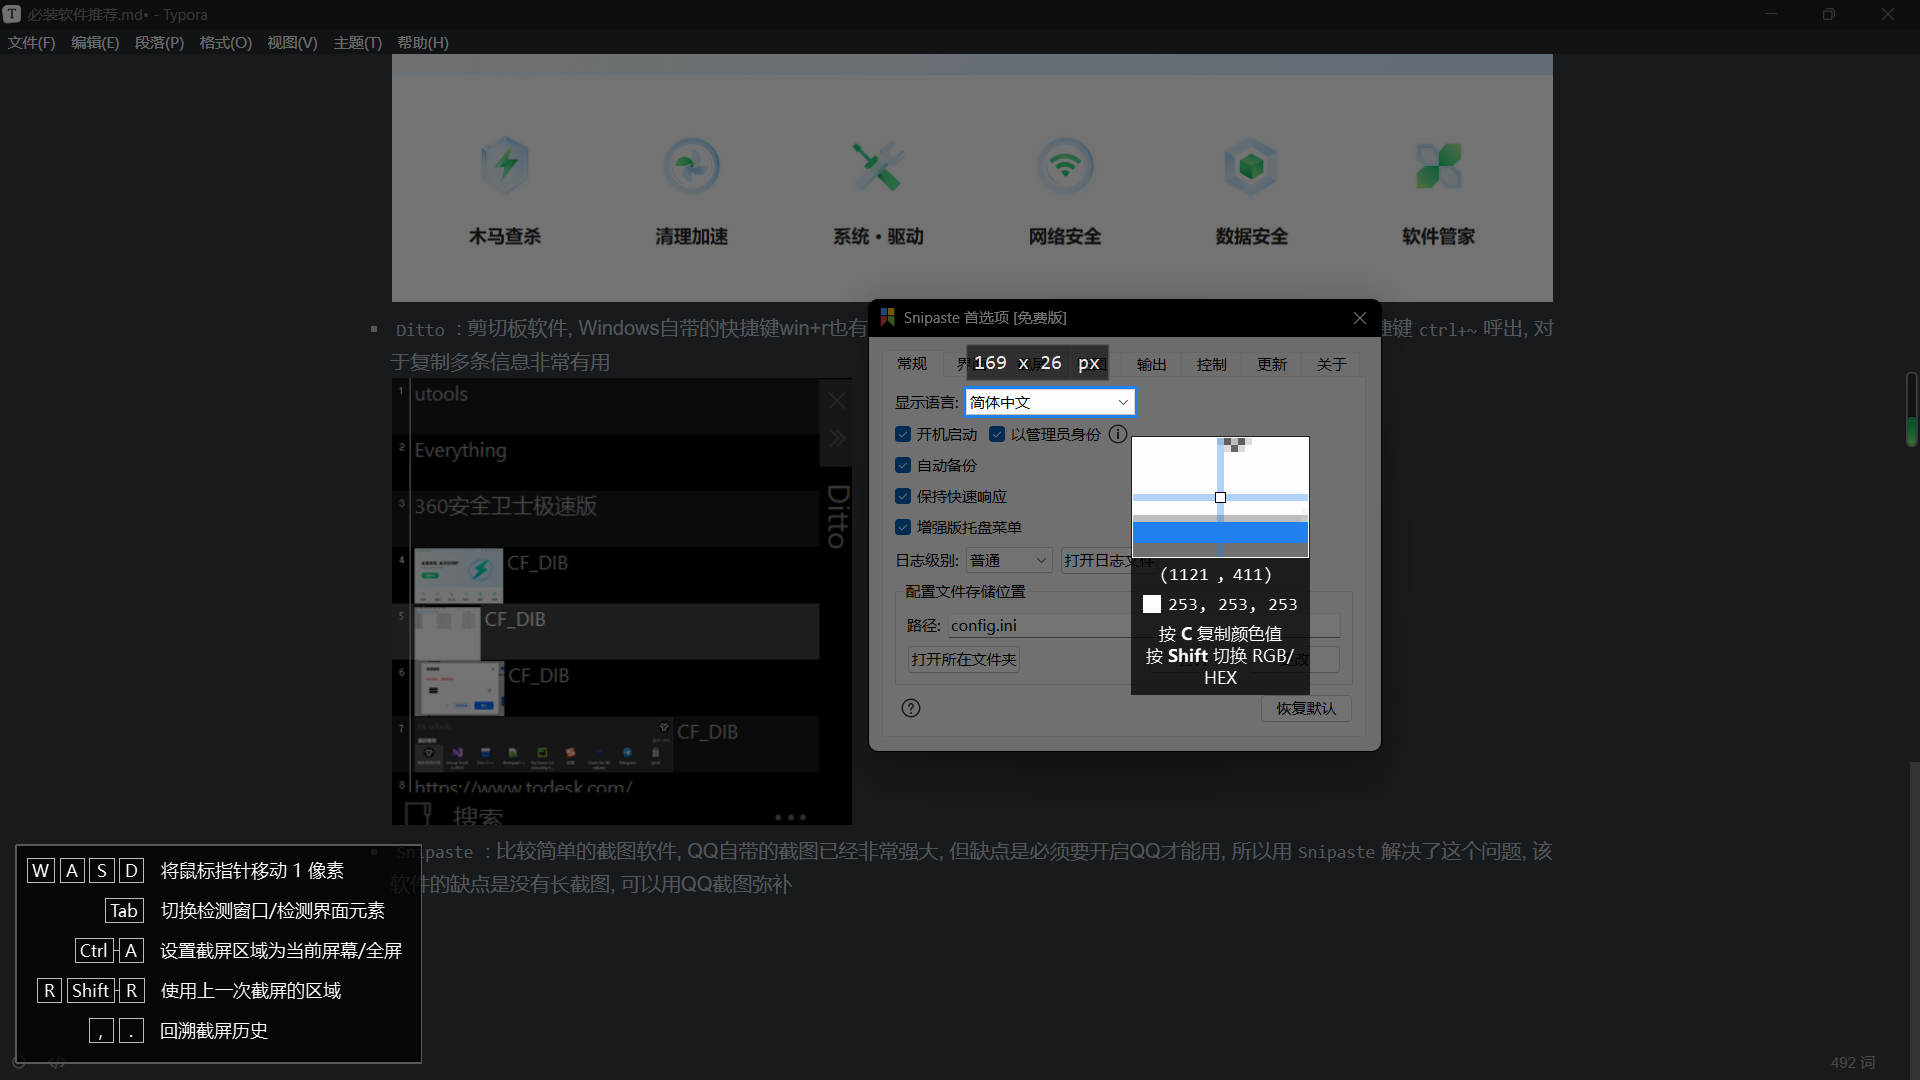 必装软件推荐.md• - Typora
文件(F) 编辑(E) 段落(P) 格式(O) 视图(V) 主题(T) 帮助(H)
木马查杀 清理加速 系统·驱动 网络安全 数据安全 软件管家
Ditto ：剪切板软件, Windows自带的快捷键win+r也有
捷键 ctrl+~ 呼出, 对
于复制多条信息非常有用
1 utools
2 Everything
3 360安全卫士极速版
4 CF_DIB
5 CF_DIB
6 CF_DIB
7 CF_DIB
8 https://www.todesk.com/
搜索
Ditto
Snipaste 首选项 [免费版]
常规 输出 控制 更新 关于
169 x 26 px
显示语言: 简体中文
开机启动 以管理员身份
自动备份
保持快速响应
增强版托盘菜单
日志级别: 普通 打开日志文件
配置文件存储位置
路径: config.ini
打开所在文件夹
恢复默认
(1121 , 411)
253, 253, 253
按 C 复制颜色值
按 Shift 切换 RGB/
HEX
Snipaste ：比较简单的截图软件, QQ自带的截图已经非常强大, 但缺点是必须要开启QQ才能用, 所以用 Snipaste 解决了这个问题, 该
软件的缺点是没有长截图, 可以用QQ截图弥补
W A S D 将鼠标指针移动 1 像素
Tab 切换检测窗口/检测界面元素
Ctrl A 设置截屏区域为当前屏幕/全屏
R Shift R 使用上一次截屏的区域
, . 回溯截屏历史
492 词